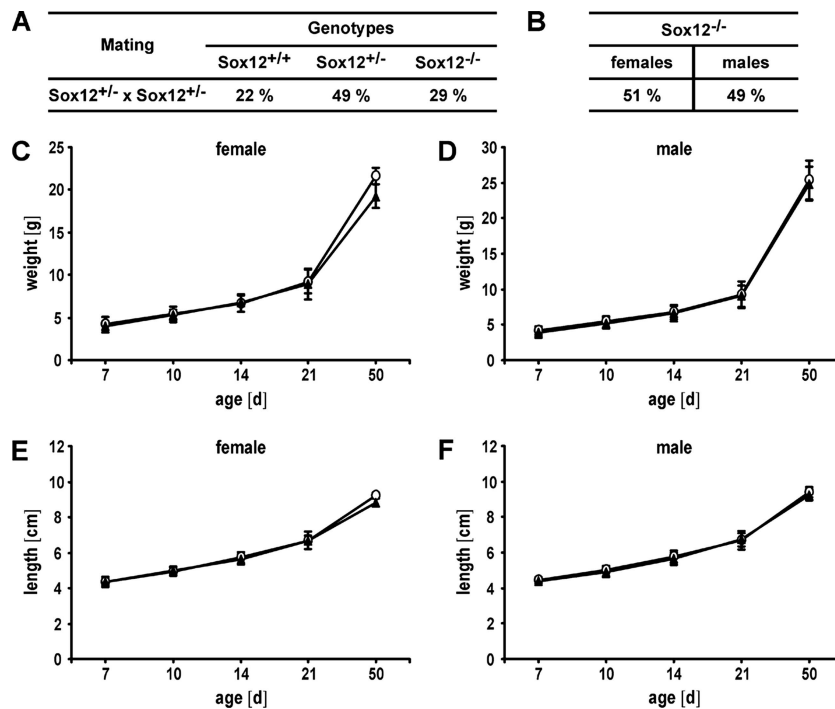 A
Mating
Genotypes
Sox12+/+ Sox12+/- Sox12-/-
Sox12+/- x Sox12+/- 22 % 49 % 29 %
B
Sox12-/-
females males
51 % 49 %
C
female
weight [g]
25
20
15
10
5
0
7 10 14 21 50
age [d]
D
male
weight [g]
30
25
20
15
10
5
0
7 10 14 21 50
age [d]
E
female
length [cm]
12
10
8
6
4
2
0
7 10 14 21 50
age [d]
F
male
length [cm]
12
10
8
6
4
2
0
7 10 14 21 50
age [d]